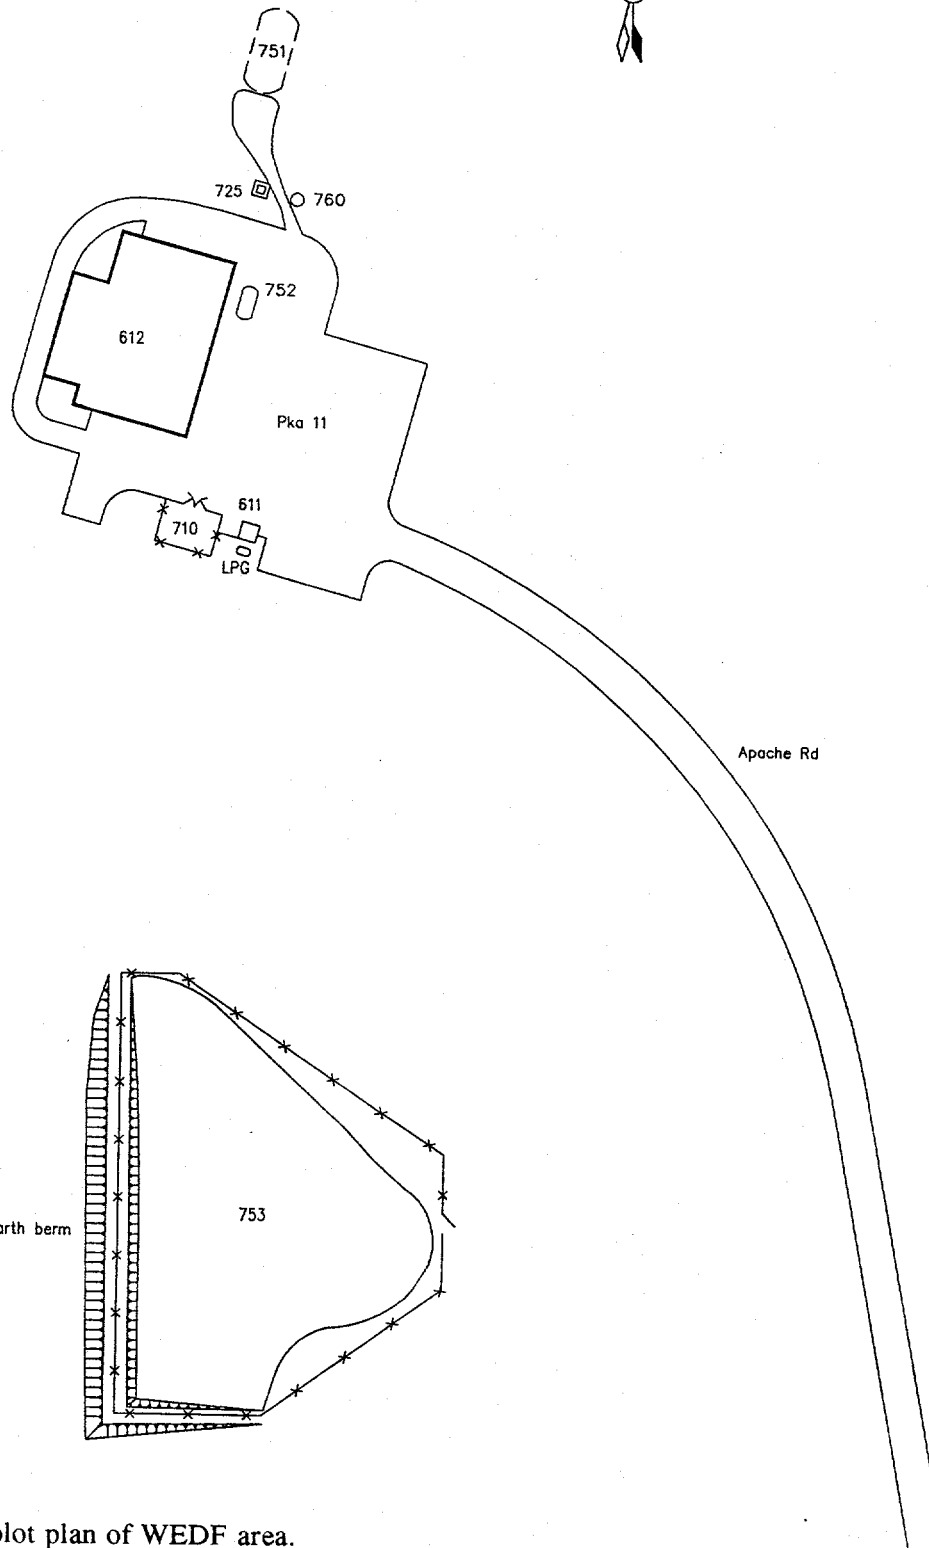 751
725
760
752
612
Pka 11
611
710
LPG
Apache Rd
753
arth berm
plot plan of WEDF area.